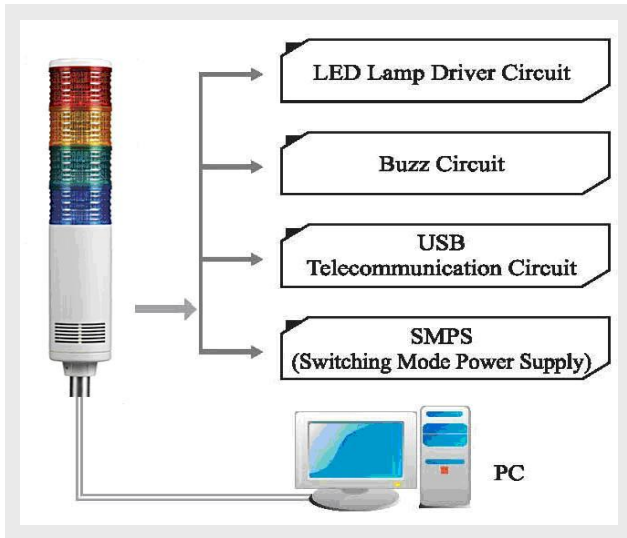 LED Lamp Driver Circuit
Buzz Circuit
USB
Telecommunication Circuit
SMPS
(Switching Mode Power Supply)
PC